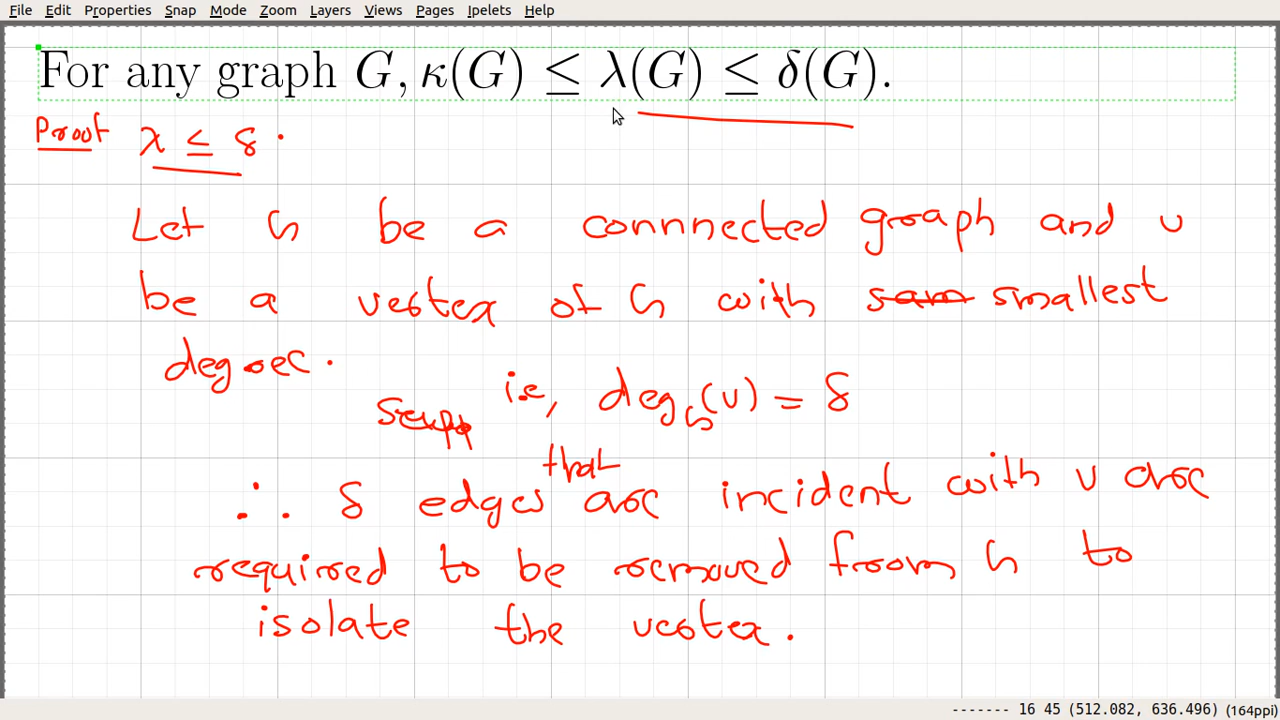 File Edit Properties Snap Mode Zoom Layers Views Pages Ipelets Help
For any graph G, κ(G) ≤ λ(G) ≤ δ(G).
Proof λ ≤ δ.
Let G be a connnected graph and v
be a vertex of G with sam smallest
degree.
i.e, deg_G(v) = δ
Supp
∴ δ edges that are incident with v are
required to be removed from G to
isolate the vertex.
------- 16 45 (512.082, 636.496) (164ppi)